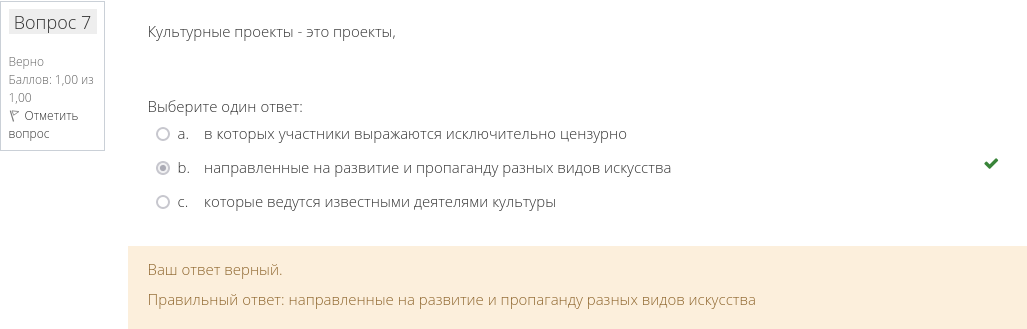 Вопрос 7
Верно
Баллов: 1,00 из
1,00
Отметить
вопрос
Культурные проекты - это проекты,
Выберите один ответ:
a. в которых участники выражаются исключительно цензурно
b. направленные на развитие и пропаганду разных видов искусства
c. которые ведутся известными деятелями культуры
Ваш ответ верный.
Правильный ответ: направленные на развитие и пропаганду разных видов искусства